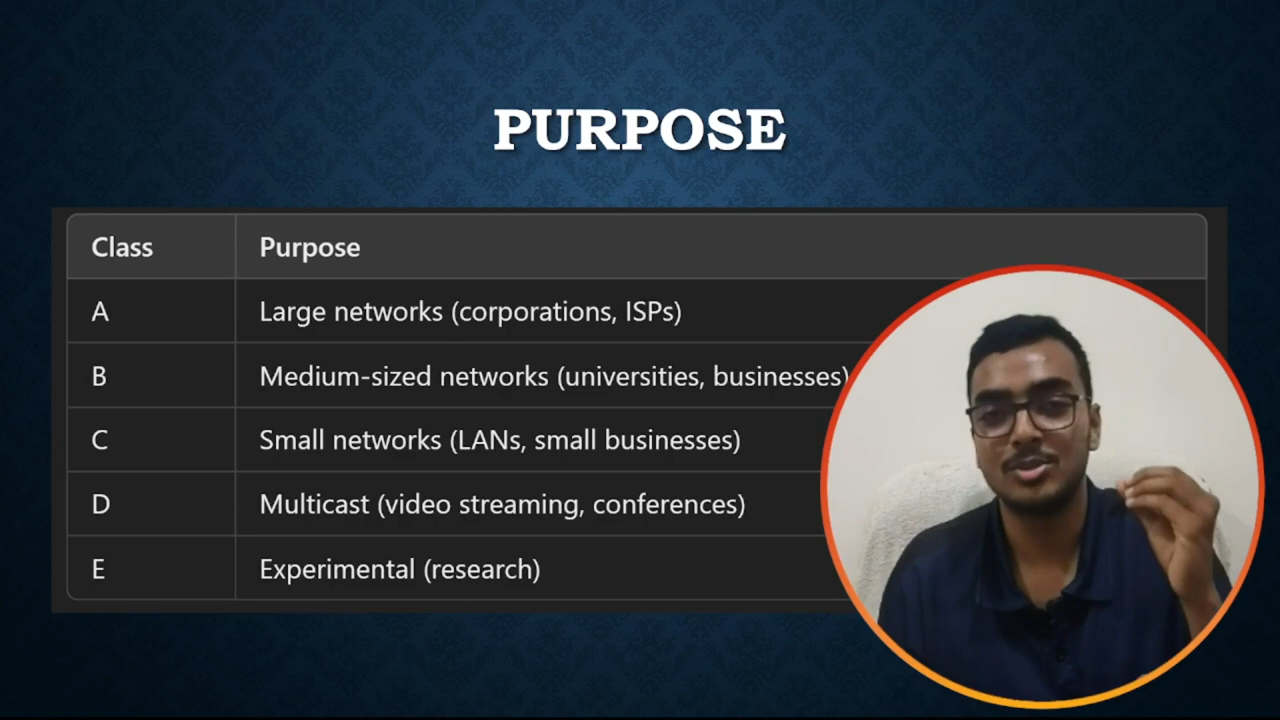 PURPOSE
Class Purpose
A Large networks (corporations, ISPs)
B Medium-sized networks (universities, businesses)
C Small networks (LANs, small businesses)
D Multicast (video streaming, conferences)
E Experimental (research)